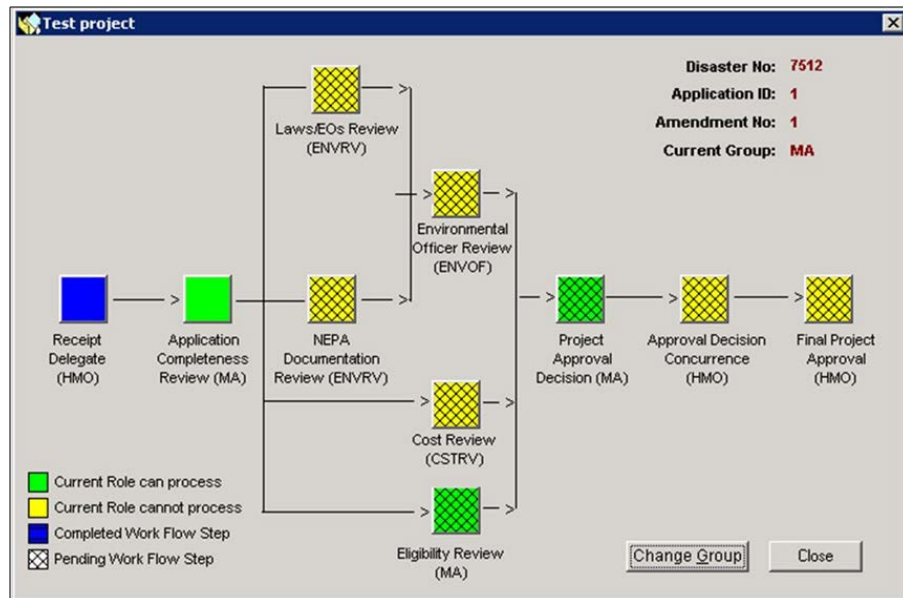 Test project
Disaster No: 7512
Application ID: 1
Amendment No: 1
Current Group: MA
Laws/EOs Review
(ENVRV)
Environmental
Officer Review
(ENVOF)
Receipt
Delegate
(HMO)
Application
Completeness
Review (MA)
NEPA
Documentation
Review (ENVRV)
Project
Approval
Decision (MA)
Approval Decision
Concurrence
(HMO)
Final Project
Approval
(HMO)
Cost Review
(CSTRV)
Eligibility Review
(MA)
Current Role can process
Current Role cannot process
Completed Work Flow Step
Pending Work Flow Step
Change Group
Close